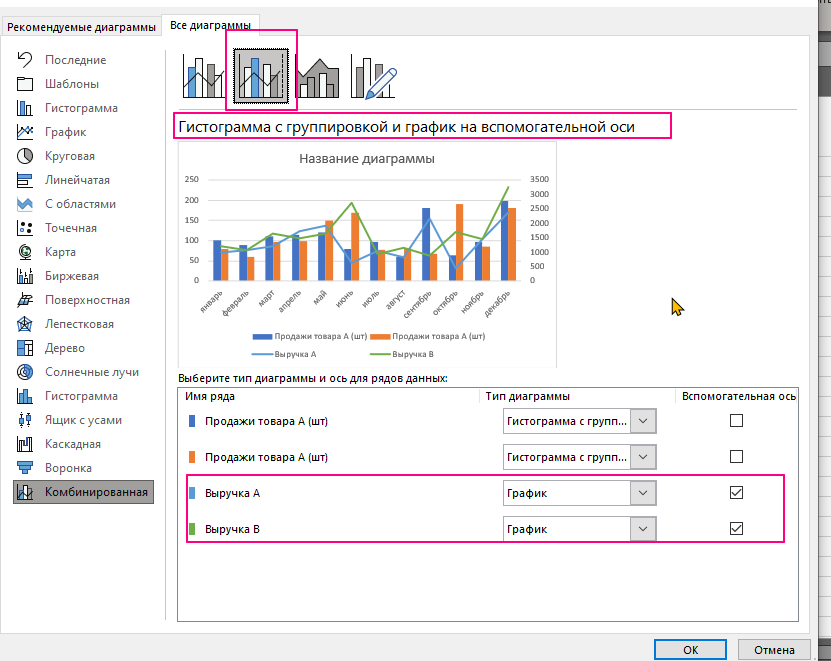 Рекомендуемые диаграммы
Все диаграммы
Последние
Шаблоны
Гистограмма
График
Круговая
Линейчатая
С областями
Точечная
Карта
Биржевая
Поверхностная
Лепестковая
Дерево
Солнечные лучи
Гистограмма
Ящик с усами
Каскадная
Воронка
Комбинированная
Гистограмма с группировкой и график на вспомогательной оси
Название диаграммы
250
200
150
100
50
0
3500
3000
2500
2000
1500
1000
500
0
январь
февраль
март
апрель
май
июнь
июль
август
сентябрь
октябрь
ноябрь
декабрь
Продажи товара А (шт)
Продажи товара А (шт)
Выручка А
Выручка В
Выберите тип диаграммы и ось для рядов данных:
Имя ряда
Тип диаграммы
Вспомогательная ось
Продажи товара А (шт)
Гистограмма с групп...
Продажи товара А (шт)
Гистограмма с групп...
Выручка А
График
Выручка В
График
ОК
Отмена